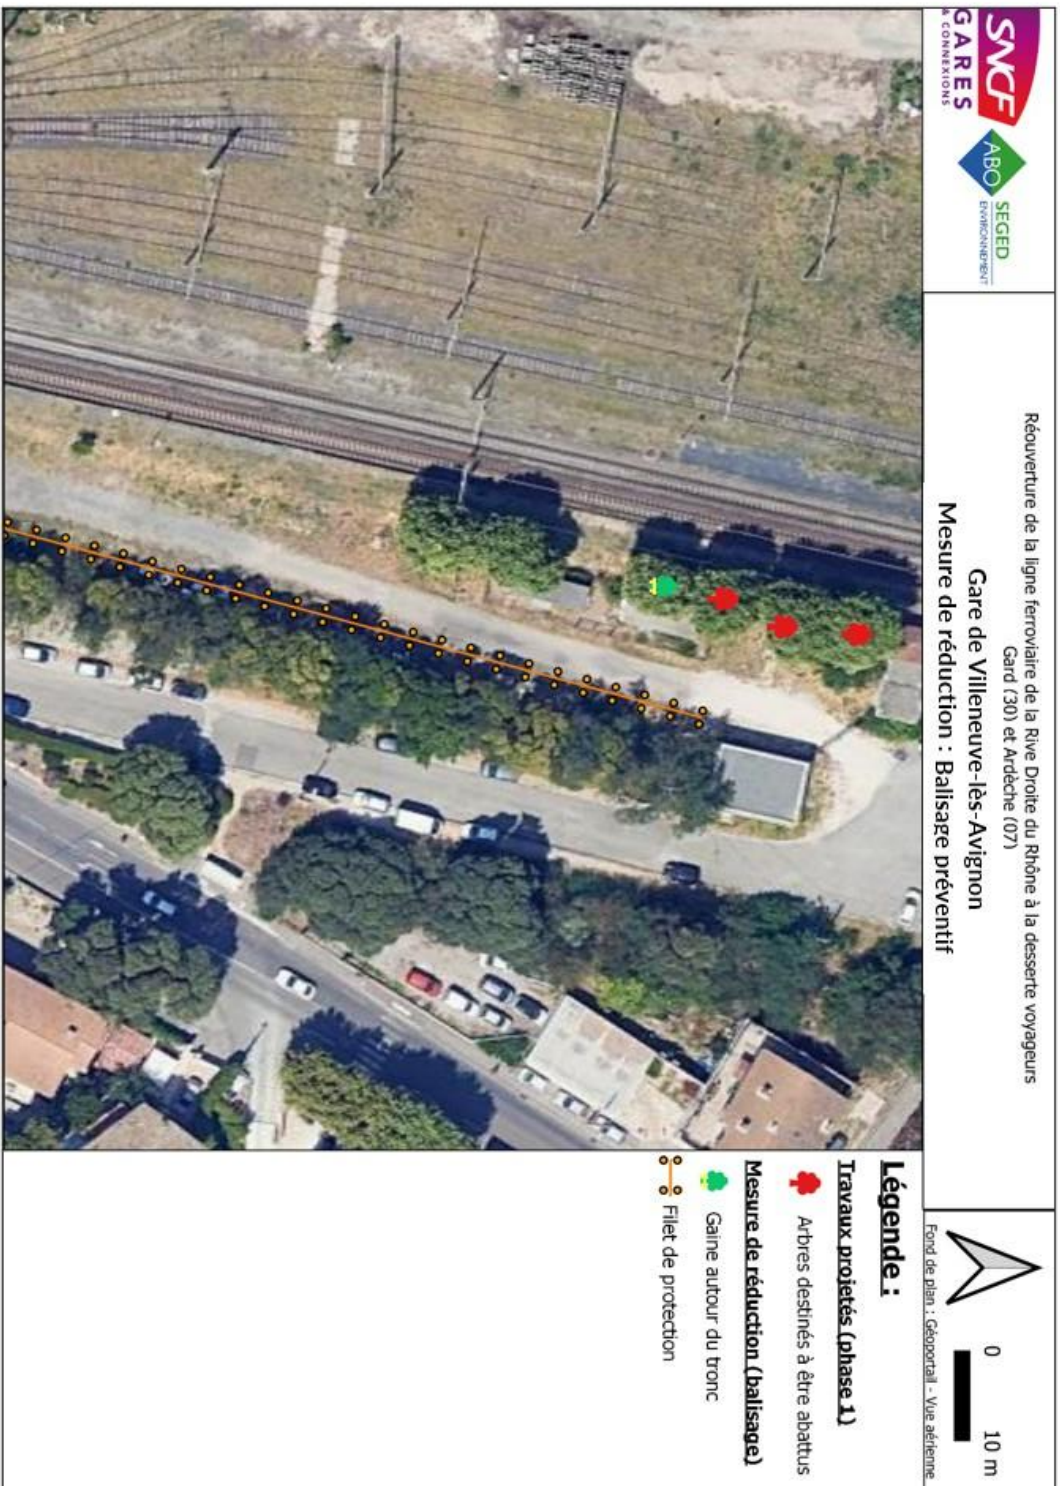 SNCF
GARES
& CONNEXIONS
ABO
SEGED
ENVIRONNEMENT
Réouverture de la ligne ferroviaire de la Rive Droite du Rhône à la desserte voyageurs
Gard (30) et Ardèche (07)
Gare de Villeneuve-lès-Avignon
Mesure de réduction : Balisage préventif
0 10 m
Fond de plan : Géoportail - Vue aérienne
Légende :
Travaux projetés (phase 1)
Arbres destinés à être abattus
Mesure de réduction (balisage)
Gaine autour du tronc
Filet de protection